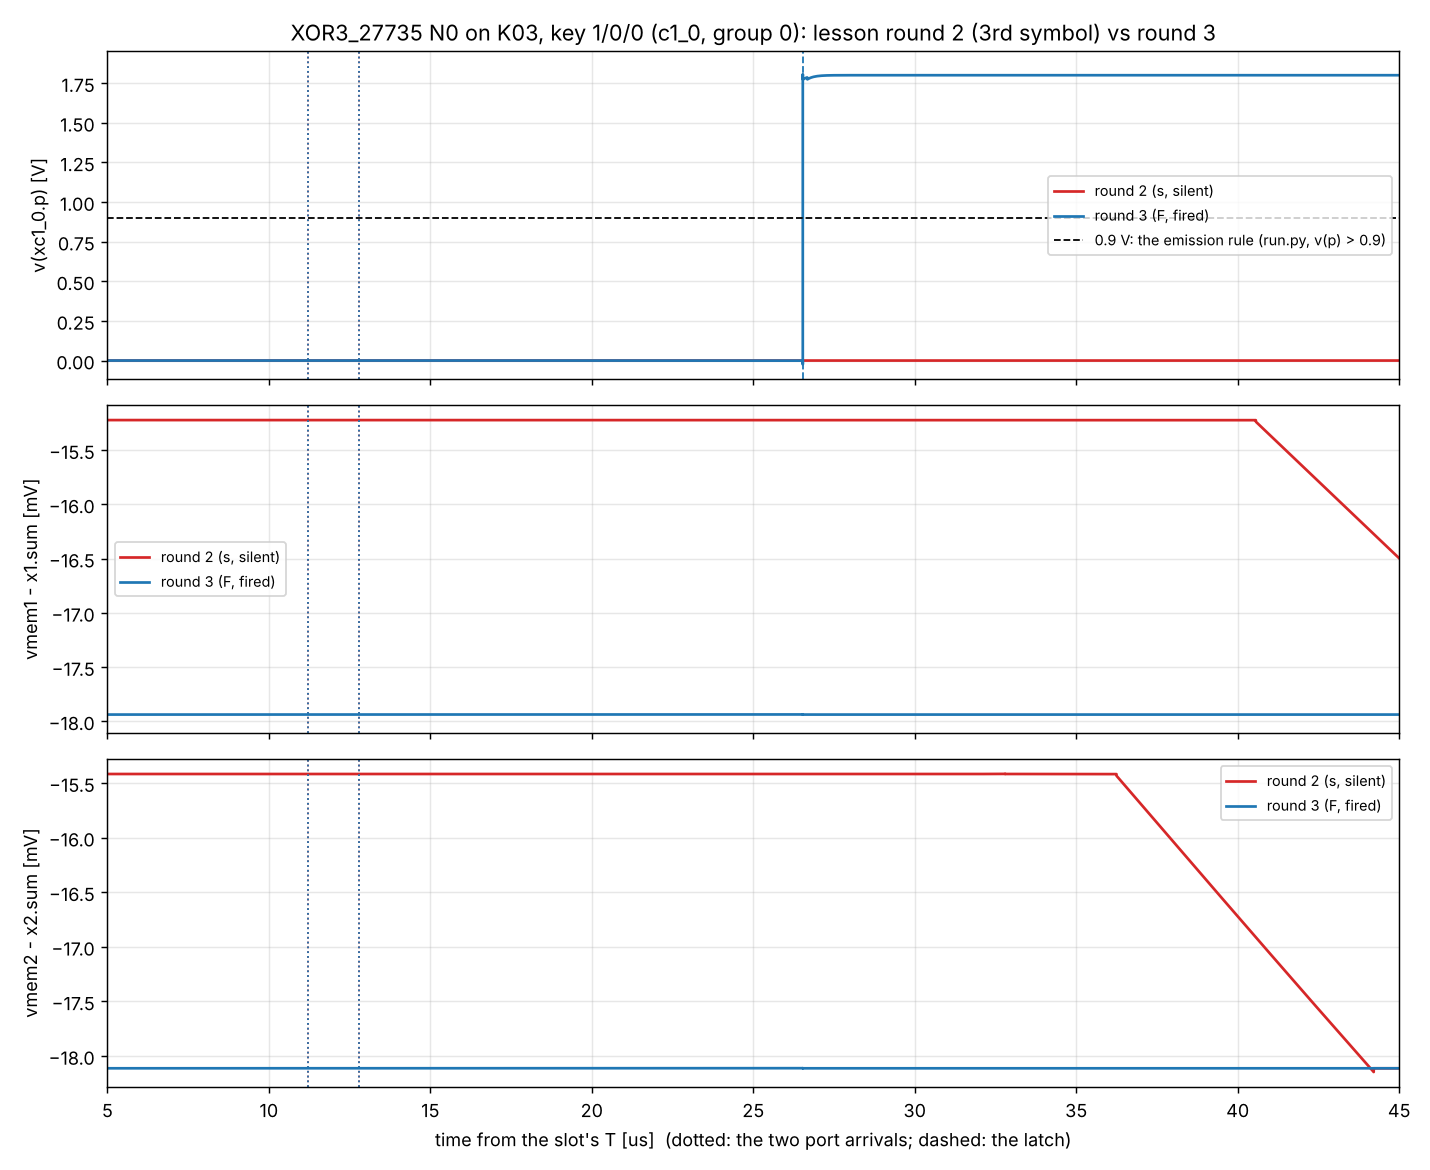 XOR3_27735 N0 on K03, key 1/0/0 (c1_0, group 0): lesson round 2 (3rd symbol) vs round 3
v(xc1_0.p) [V]
1.75
1.50
1.25
1.00
0.75
0.50
0.25
0.00
round 2 (s, silent)
round 3 (F, fired)
0.9 V: the emission rule (run.py, v(p) > 0.9)
vmem1 - x1.sum [mV]
−15.5
−16.0
−16.5
−17.0
−17.5
−18.0
round 2 (s, silent)
round 3 (F, fired)
vmem2 - x2.sum [mV]
−15.5
−16.0
−16.5
−17.0
−17.5
−18.0
round 2 (s, silent)
round 3 (F, fired)
5 10 15 20 25 30 35 40 45
time from the slot's T [us]  (dotted: the two port arrivals; dashed: the latch)